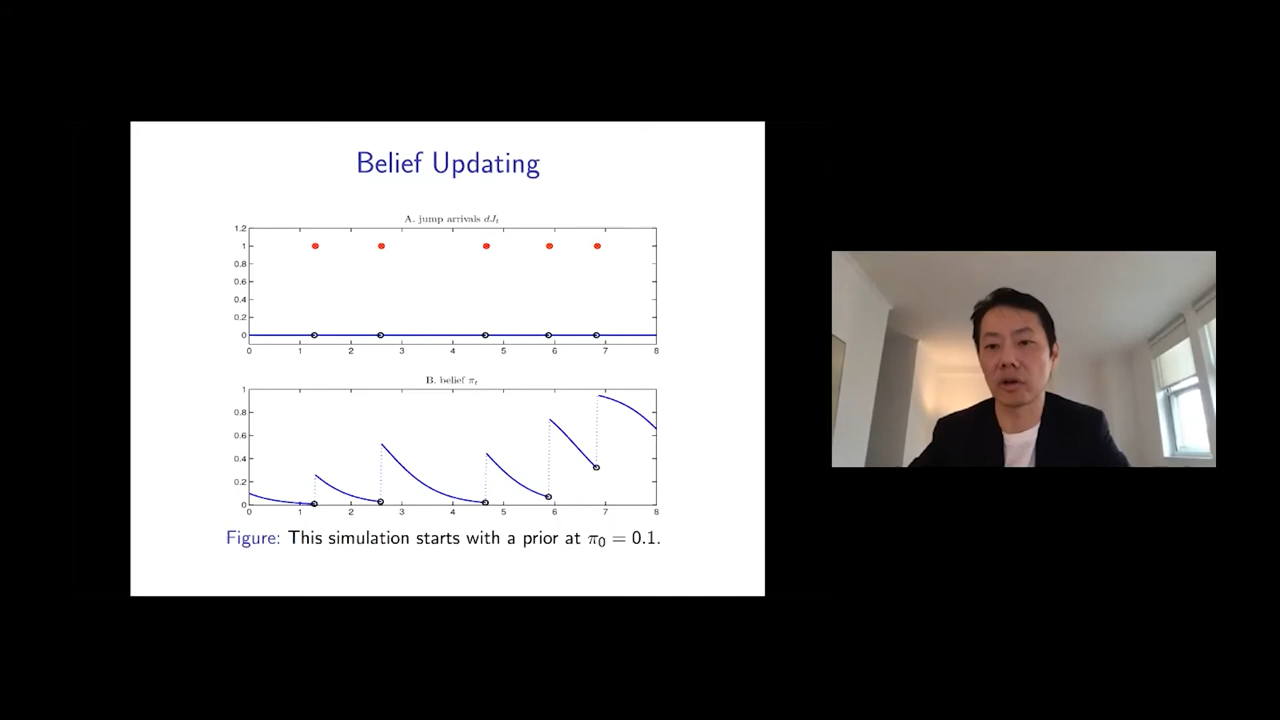 Belief Updating
A. jump arrivals dJₜ
1.2
1
0.8
0.6
0.4
0.2
0
0 1 2 3 4 5 6 7 8
B. belief πₜ
1
0.8
0.6
0.4
0.2
0
0 1 2 3 4 5 6 7 8
Figure: This simulation starts with a prior at π₀ = 0.1.